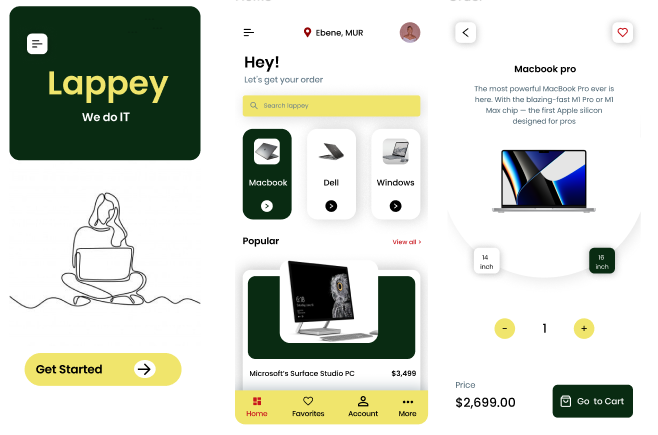 Lappey
We do IT
Get Started
Ebene, MUR
Hey!
Let's get your order
Search lappey
Macbook
Dell
Windows
Popular
View all >
Microsoft's Surface Studio PC
$3,499
Home
Favorites
Account
More
Macbook pro
The most powerful MacBook Pro ever is
here. With the blazing-fast M1 Pro or M1
Max chip — the first Apple silicon
designed for pros
14
inch
16
inch
-
1
+
Price
$2,699.00
Go to Cart